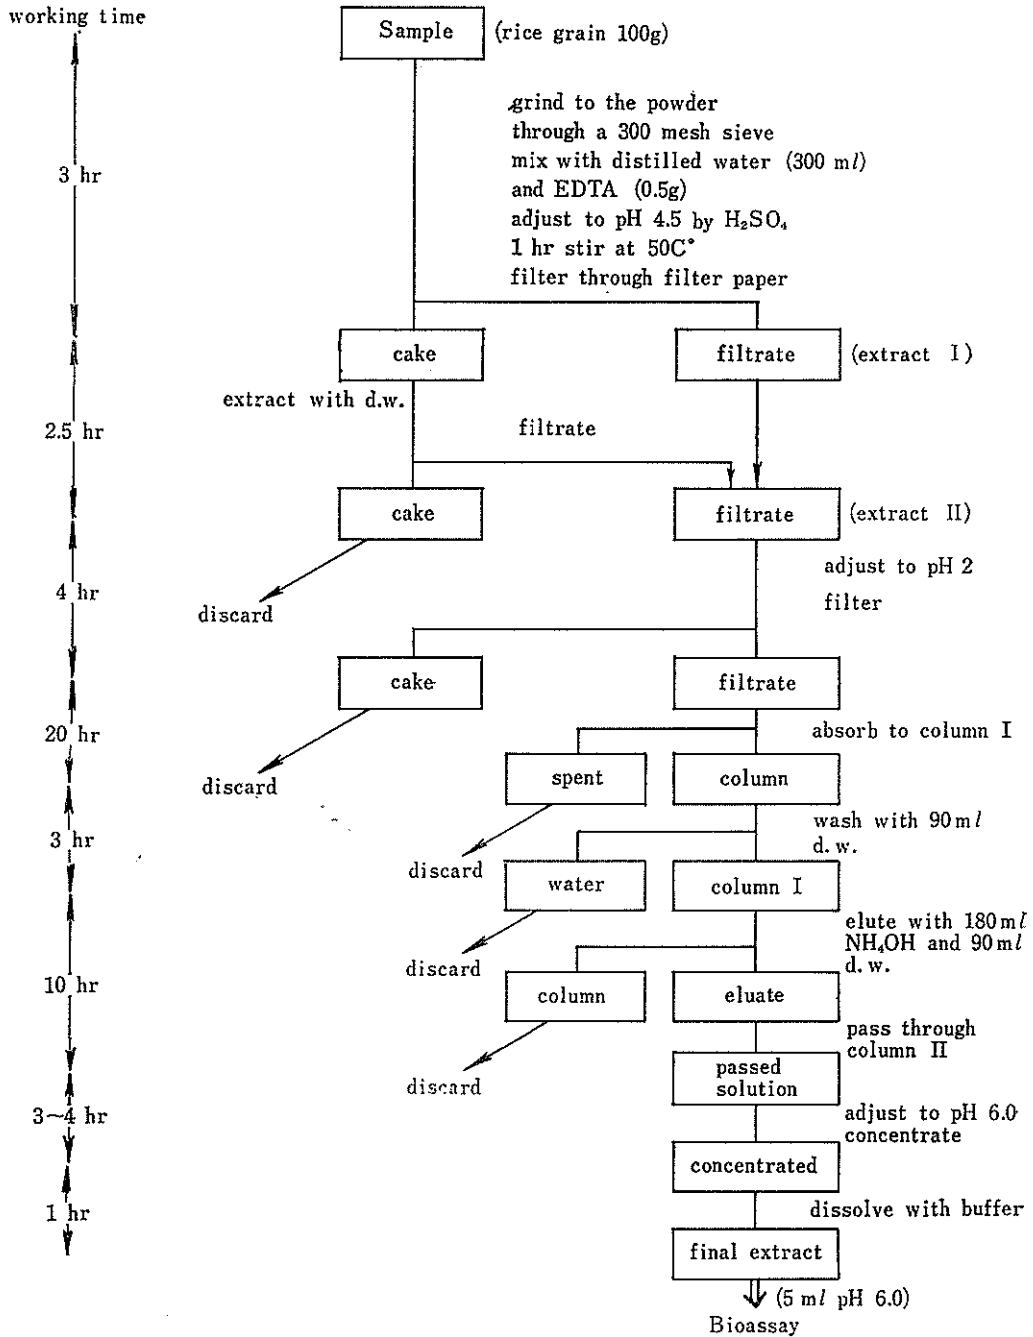 working time
Sample (rice grain 100g)
grind to the powder
through a 300 mesh sieve
mix with distilled water (300 ml)
and EDTA (0.5g)
adjust to pH 4.5 by H₂SO₄
1 hr stir at 50C°
filter through filter paper
3 hr
cake
filtrate (extract I)
extract with d.w.
filtrate
2.5 hr
cake
filtrate (extract II)
adjust to pH 2
filter
4 hr
discard
cake
filtrate
absorb to column I
20 hr
discard
spent
column
wash with 90ml
d.w.
3 hr
discard
water
column I
elute with 180ml
NH₄OH and 90ml
d.w.
discard
10 hr
column
eluate
pass through
column II
discard
passed
solution
3~4 hr
adjust to pH 6.0
concentrate
concentrated
1 hr
dissolve with buffer
final extract
(5 ml pH 6.0)
Bioassay